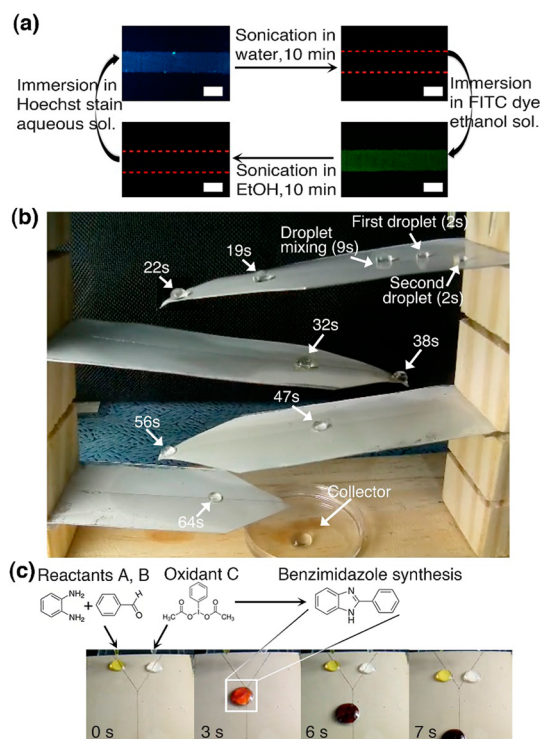 (a)
Sonication in
water,10 min
Immersion in
Hoechst stain
aqueous sol.
Immersion
in FITC dye
ethanol sol.
Sonication in
EtOH,10 min
(b)
First droplet (2s)
Droplet
mixing (9s)
19s
22s
Second
droplet (2s)
32s
38s
47s
56s
Collector
64s
(c)
Reactants A, B
Oxidant C
Benzimidazole synthesis
NH₂
NH₂
+
H
O
H₃C
O
O
I
O
O
CH₃
N
N
H
0 s
3 s
6 s
7 s